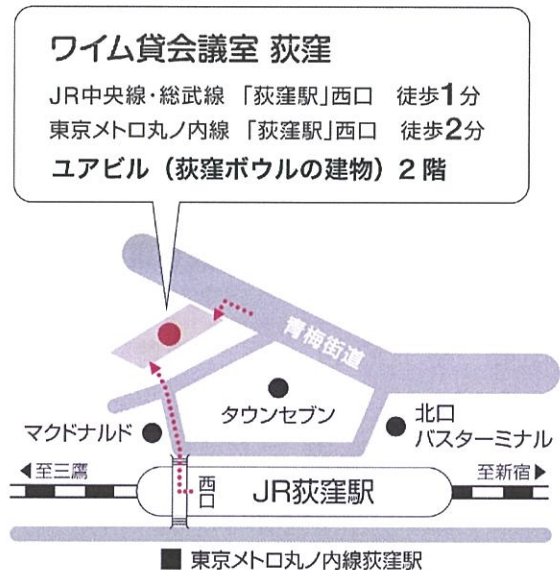 ワイム貸会議室 荻窪
JR中央線・総武線 「荻窪駅」西口 徒歩1分
東京メトロ丸ノ内線 「荻窪駅」西口 徒歩2分
ユアビル（荻窪ボウルの建物）2階
青梅街道
タウンセブン
北口
バスターミナル
マクドナルド
◀至三鷹
至新宿▶
西口
JR荻窪駅
■ 東京メトロ丸ノ内線荻窪駅